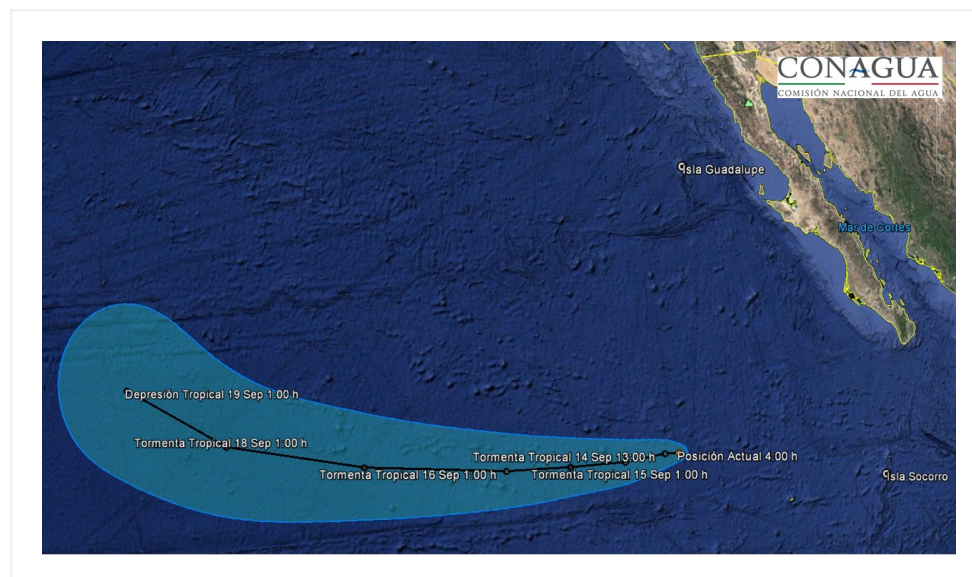 CONAGUA
COMISIÓN NACIONAL DEL AGUA
Isla Guadalupe
Mar de Cortés
Depresión Tropical 19 Sep 1:00 h
Tormenta Tropical 18 Sep 1:00 h
Tormenta Tropical 14 Sep 13:00 h
Posición Actual 4:00 h
Tormenta Tropical 16 Sep 1:00 h
Tormenta Tropical 15 Sep 1:00 h
Isla Socorro